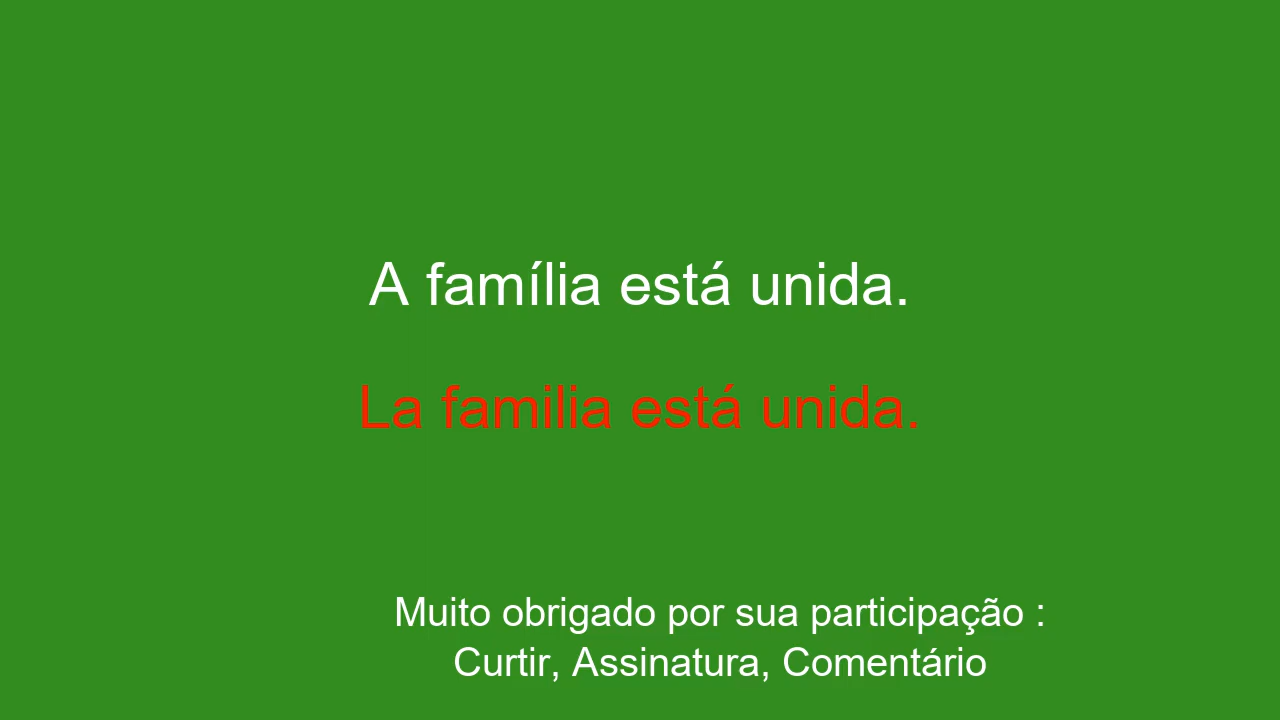 A família está unida.
La familia está unida.
Muito obrigado por sua participação :
Curtir, Assinatura, Comentário